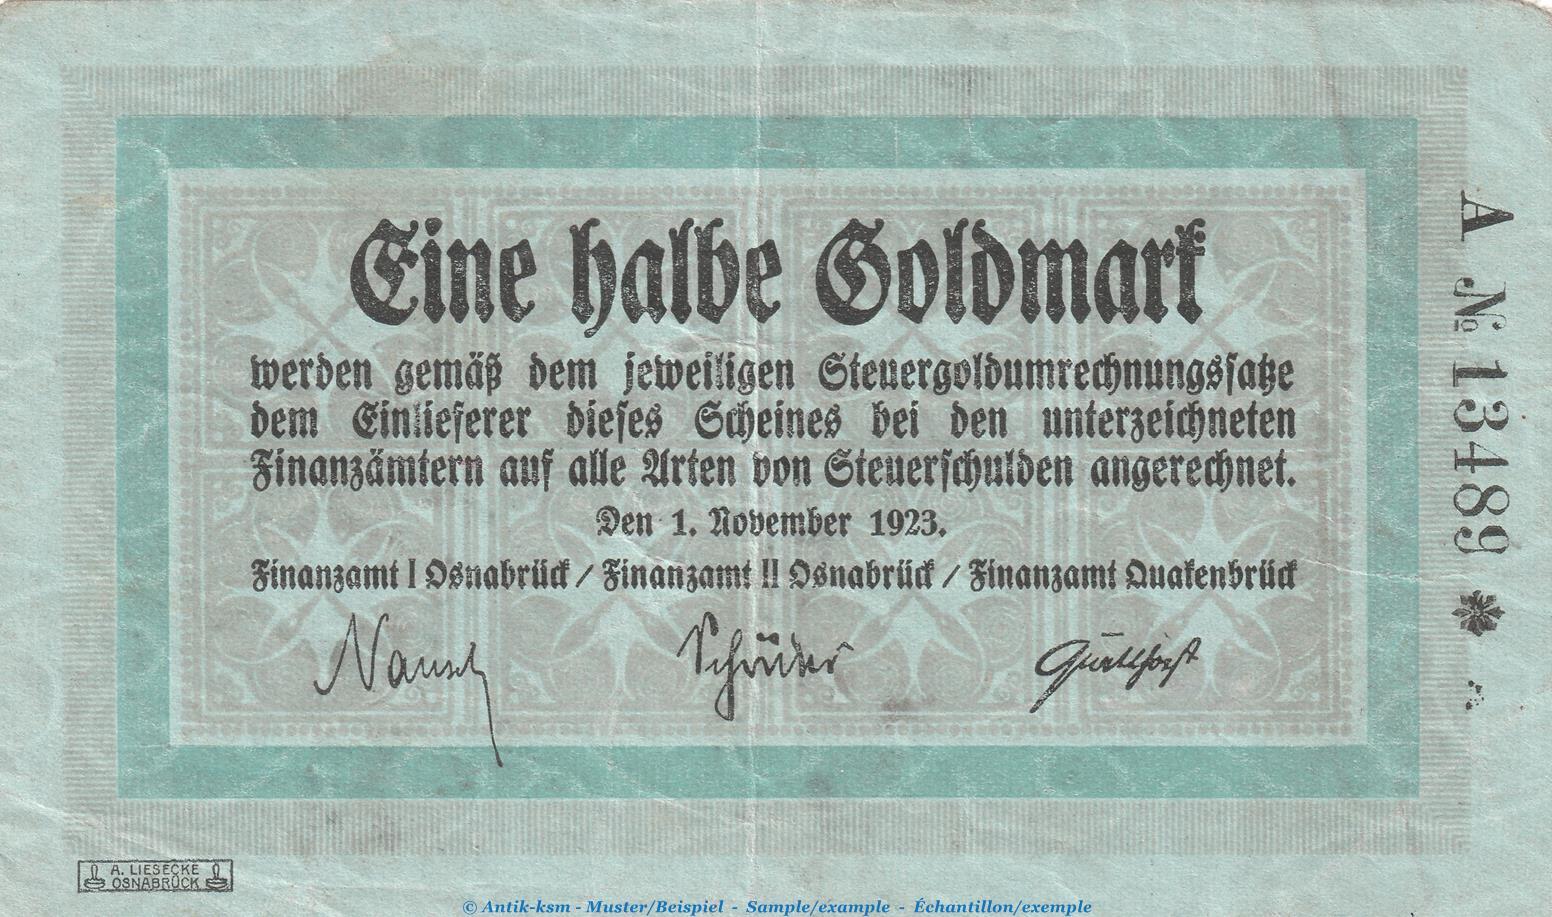 Eine halbe Goldmark
werden gemäß dem jeweiligen Steuergoldumrechnungssatze
dem Einlieferer dieses Scheines bei den unterzeichneten
Finanzämtern auf alle Arten von Steuerschulden angerechnet.
Den 1. November 1923.
Finanzamt I Osnabrück / Finanzamt II Osnabrück / Finanzamt Quakenbrück
Schröder
A № 13489 *
A. LIESECKE
OSNABRÜCK
© Antik-ksm - Muster/Beispiel - Sample/example - Échantillon/exemple